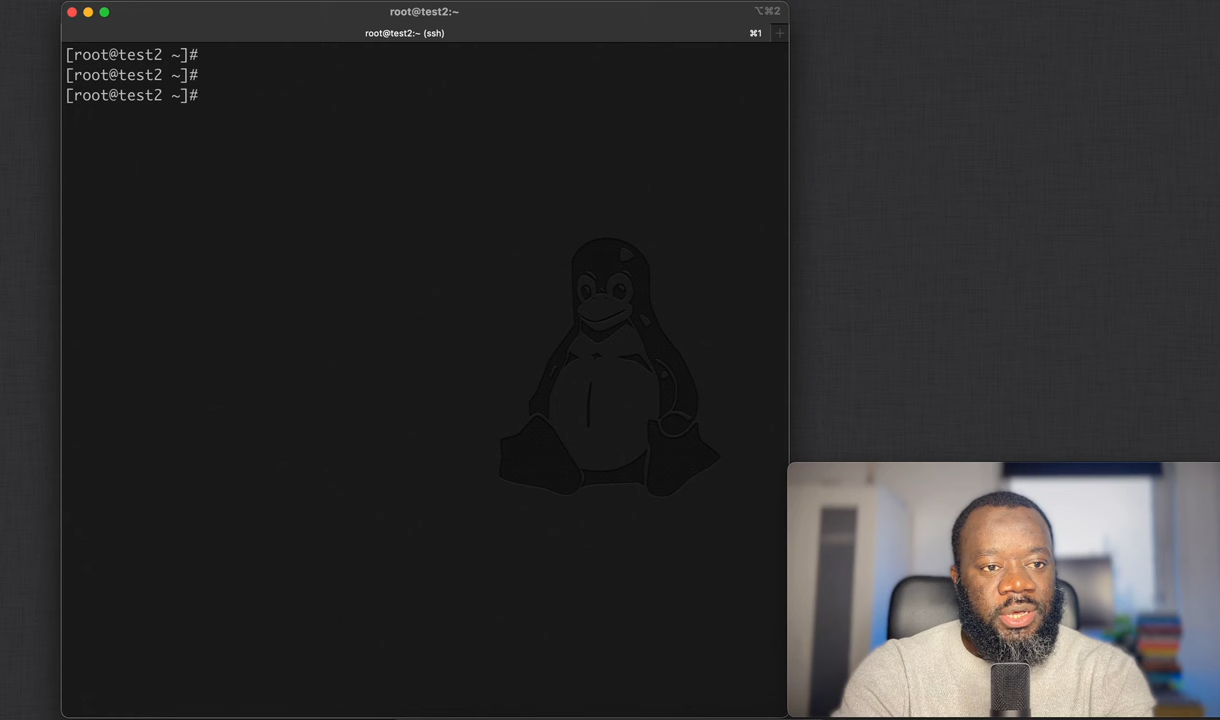 root@test2:~
⌥⌘2
root@test2:~ (ssh)
⌘1
+
[root@test2 ~]#
[root@test2 ~]#
[root@test2 ~]#